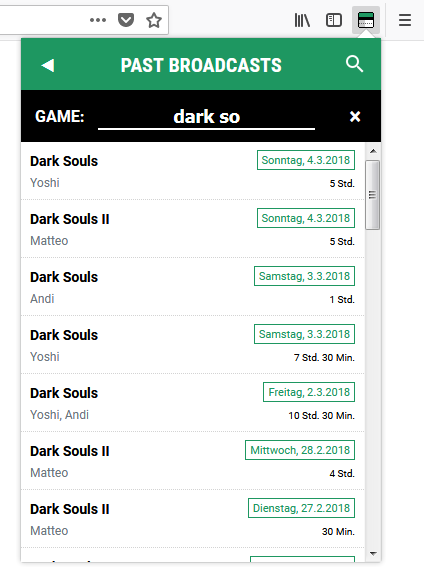 PAST BROADCASTS
GAME: dark so
Dark Souls Sonntag, 4.3.2018
Yoshi 5 Std.
Dark Souls II Sonntag, 4.3.2018
Matteo 5 Std.
Dark Souls Samstag, 3.3.2018
Andi 1 Std.
Dark Souls Samstag, 3.3.2018
Yoshi 7 Std. 30 Min.
Dark Souls Freitag, 2.3.2018
Yoshi, Andi 10 Std. 30 Min.
Dark Souls II Mittwoch, 28.2.2018
Matteo 4 Std.
Dark Souls II Dienstag, 27.2.2018
Matteo 30 Min.